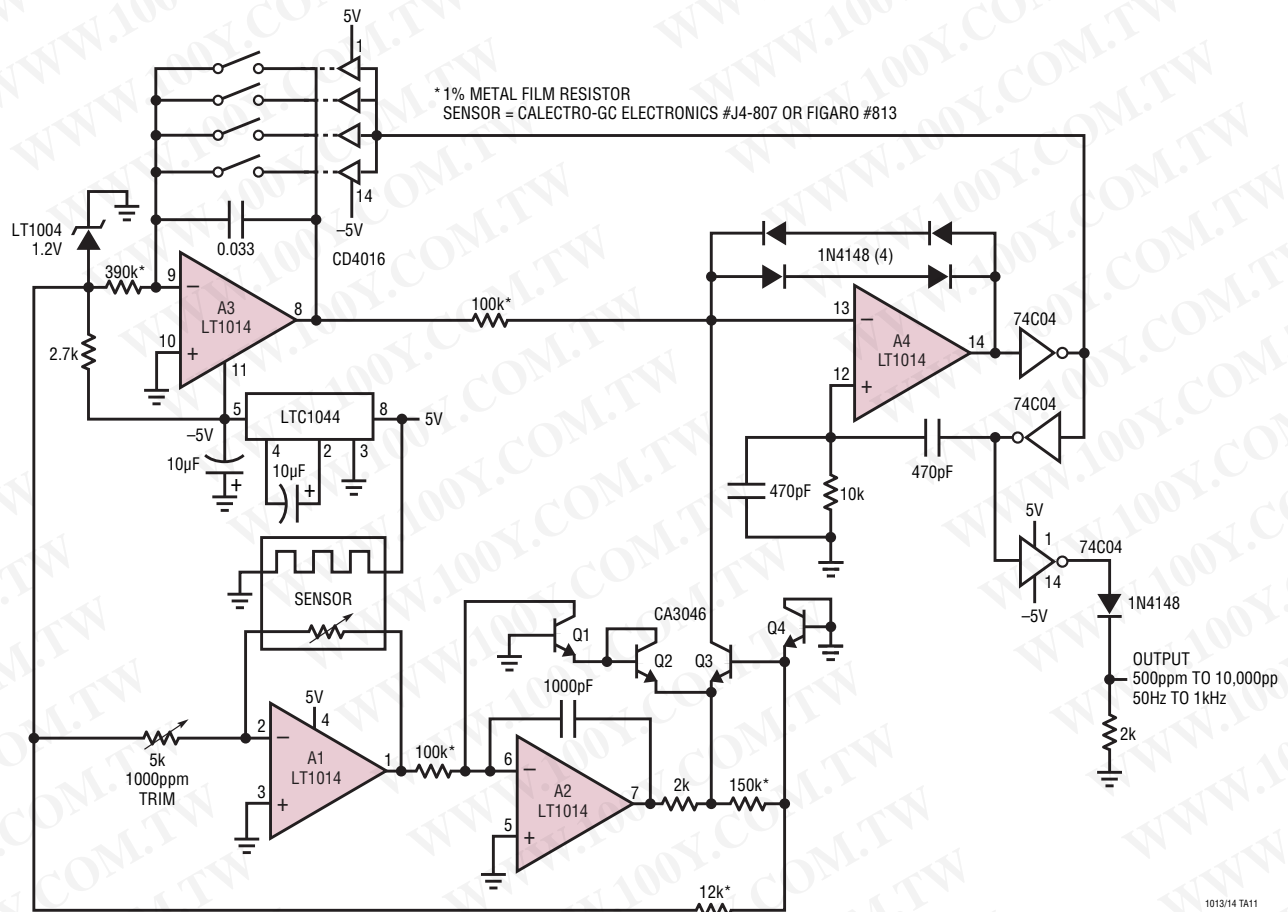 5V
1
* 1% METAL FILM RESISTOR
SENSOR = CALECTRO-GC ELECTRONICS #J4-807 OR FIGARO #813
14
–5V
CD4016
LT1004
1.2V
0.033
390k*
9
–
A3
LT1014
8
10
+
11
2.7k
100k*
1N4148 (4)
13
–
A4
LT1014
14
12
+
74C04
74C04
5
LTC1044
8
5V
–5V
4
2
3
10µF
+
10µF
+
470pF
470pF
10k
5V
1
74C04
14
–5V
1N4148
SENSOR
CA3046
Q1
Q2
Q3
Q4
OUTPUT
500ppm TO 10,000pp
50Hz TO 1kHz
2k
1000pF
5V
4
2
–
A1
LT1014
1
3
+
5k
1000ppm
TRIM
100k*
6
–
A2
LT1014
7
5
+
2k
150k*
12k*
1013/14 TA11
WWW.100Y.COM.TW